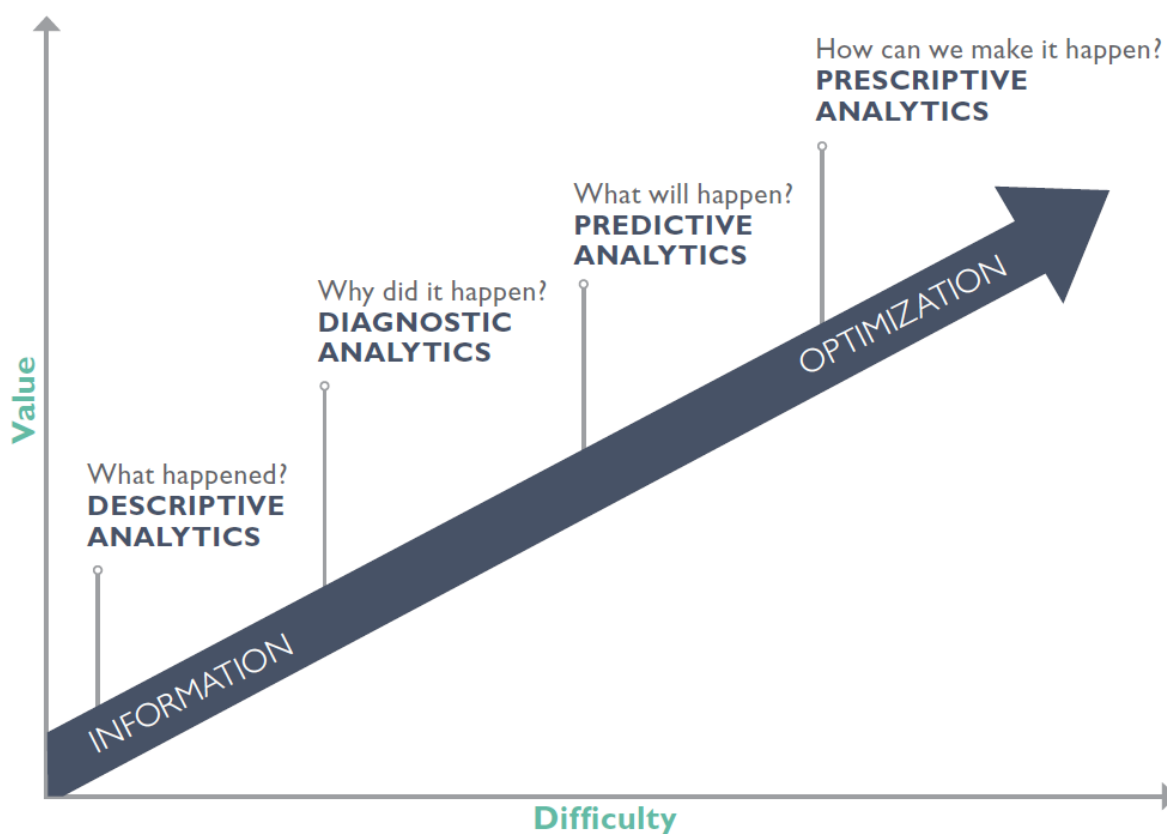 How can we make it happen?
PRESCRIPTIVE
ANALYTICS
What will happen?
PREDICTIVE
ANALYTICS
Why did it happen?
DIAGNOSTIC
ANALYTICS
What happened?
DESCRIPTIVE
ANALYTICS
OPTIMIZATION
INFORMATION
Value
Difficulty